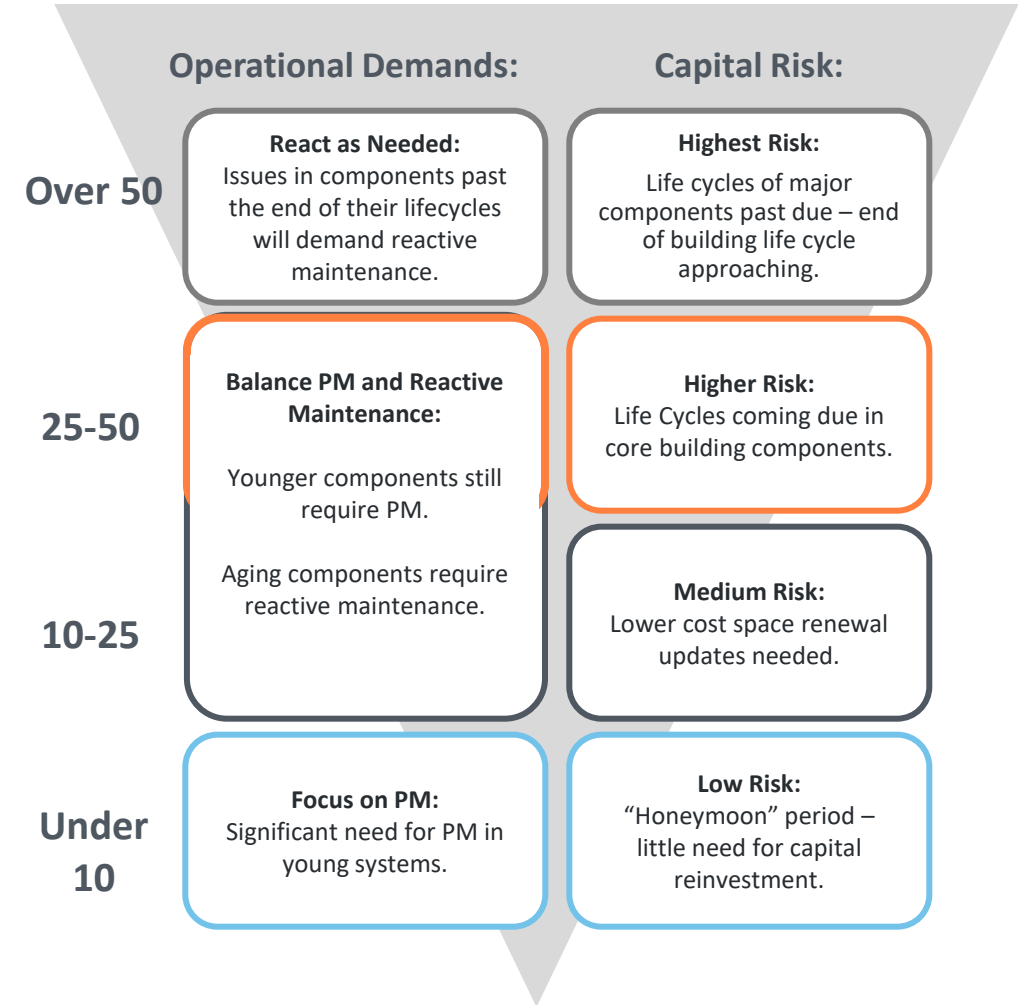 Operational Demands:
Capital Risk:
Over 50
React as Needed:
Issues in components past
the end of their lifecycles
will demand reactive
maintenance.
Highest Risk:
Life cycles of major
components past due – end
of building life cycle
approaching.
25-50
Balance PM and Reactive
Maintenance:
Younger components still
require PM.
Aging components require
reactive maintenance.
Higher Risk:
Life Cycles coming due in
core building components.
10-25
Medium Risk:
Lower cost space renewal
updates needed.
Under
10
Focus on PM:
Significant need for PM in
young systems.
Low Risk:
“Honeymoon” period –
little need for capital
reinvestment.